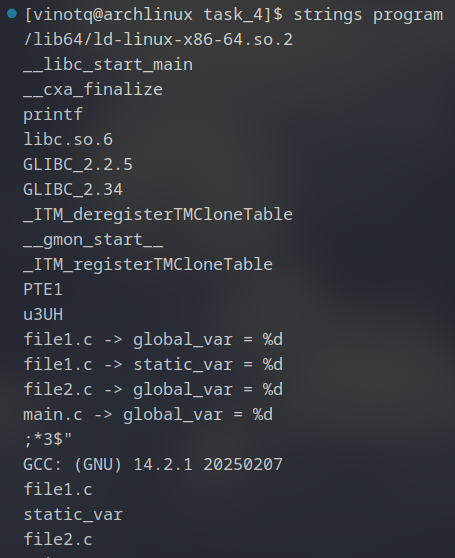 [vinotq@archlinux task_4]$ strings program
/lib64/ld-linux-x86-64.so.2
__libc_start_main
__cxa_finalize
printf
libc.so.6
GLIBC_2.2.5
GLIBC_2.34
_ITM_deregisterTMCloneTable
__gmon_start__
_ITM_registerTMCloneTable
PTE1
u3UH
file1.c -> global_var = %d
file1.c -> static_var = %d
file2.c -> global_var = %d
main.c -> global_var = %d
;*3$"
GCC: (GNU) 14.2.1 20250207
file1.c
static_var
file2.c